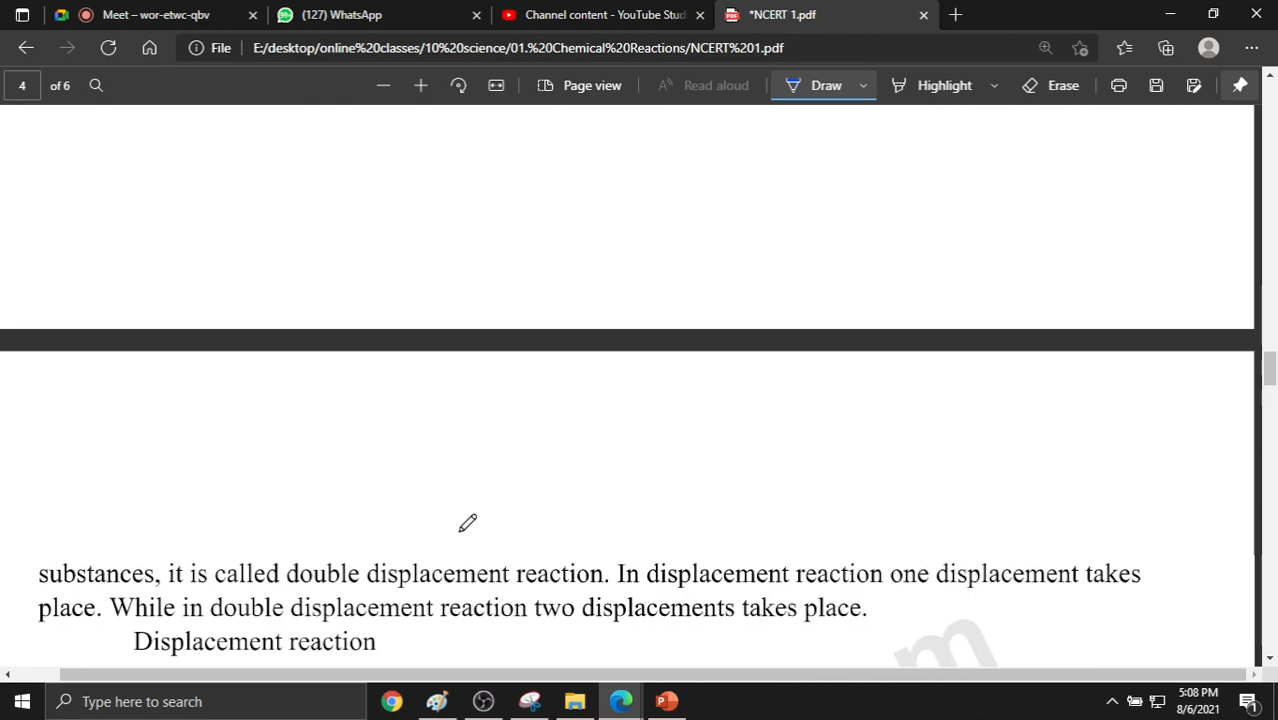 Meet – wor-etwc-qbv
(127) WhatsApp
Channel content - YouTube Stud
*NCERT 1.pdf
File
E:/desktop/online%20classes/10%20science/01.%20Chemical%20Reactions/NCERT%201.pdf
4 of 6
Page view
Read aloud
Draw
Highlight
Erase
substances, it is called double displacement reaction. In displacement reaction one displacement takes
place. While in double displacement reaction two displacements takes place.
Displacement reaction
m
Type here to search
5:08 PM
8/6/2021
1